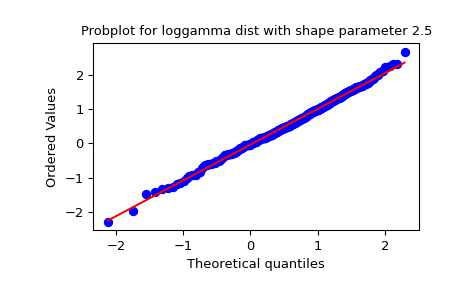 Probplot for loggamma dist with shape parameter 2.5
2
1
0
−1
−2
Ordered Values
−2 −1 0 1 2
Theoretical quantiles